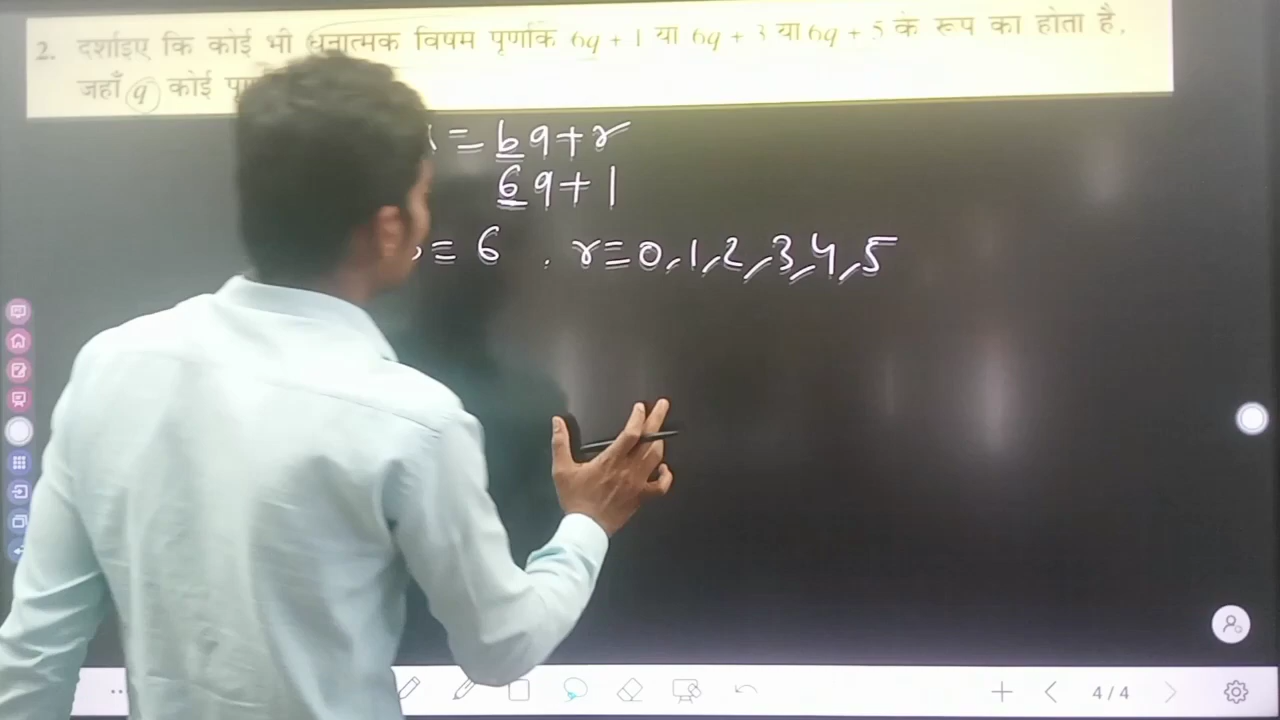 2. दर्शाइए कि कोई भी धनात्मक विषम पूर्णांक 6q + 1 या 6q + 3 या 6q + 5 के रूप का होता है,
जहाँ q कोई
= bq+r
6q+1
= 6 . r=0,1,2,3,4,5
4/4